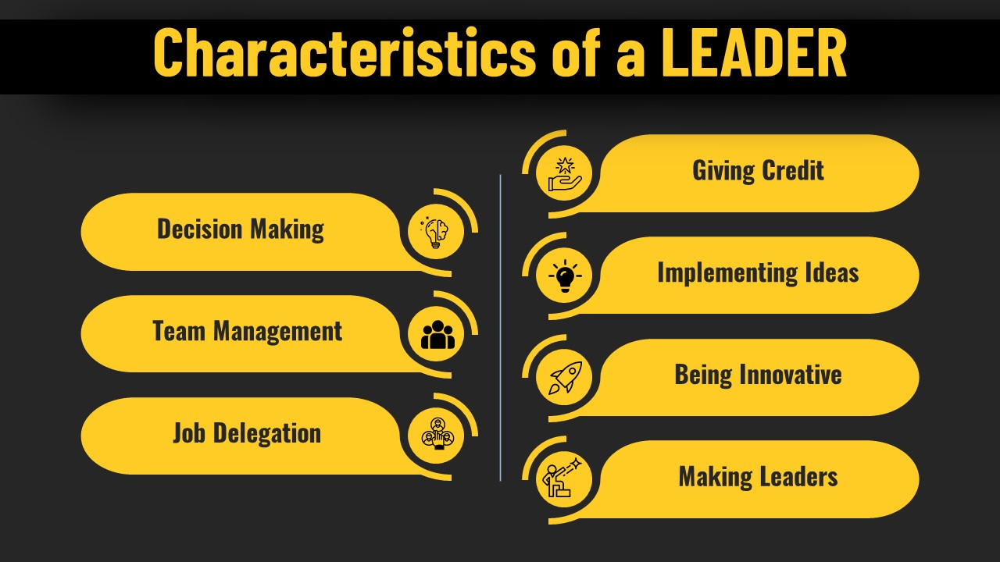 Characteristics of a LEADER
Decision Making
Team Management
Job Delegation
Giving Credit
Implementing Ideas
Being Innovative
Making Leaders